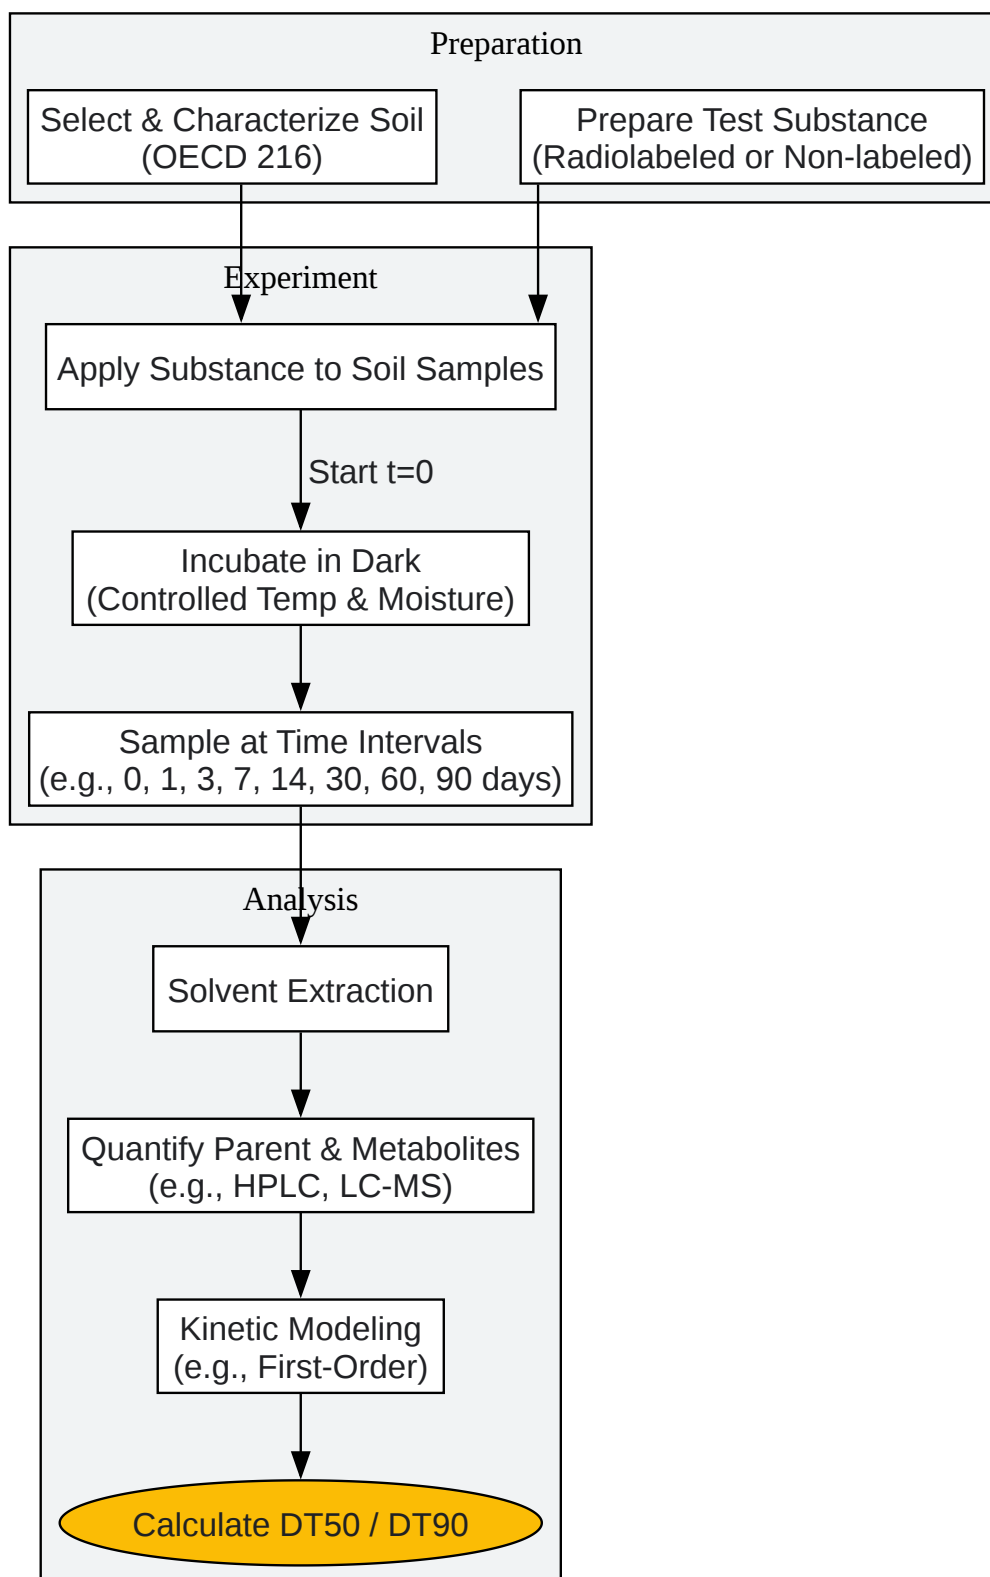 Preparation
Select & Characterize Soil
(OECD 216)
Prepare Test Substance
(Radiolabeled or Non-labeled)
Experiment
Apply Substance to Soil Samples
Start t=0
Incubate in Dark
(Controlled Temp & Moisture)
Sample at Time Intervals
(e.g., 0, 1, 3, 7, 14, 30, 60, 90 days)
Analysis
Solvent Extraction
Quantify Parent & Metabolites
(e.g., HPLC, LC-MS)
Kinetic Modeling
(e.g., First-Order)
Calculate DT50 / DT90